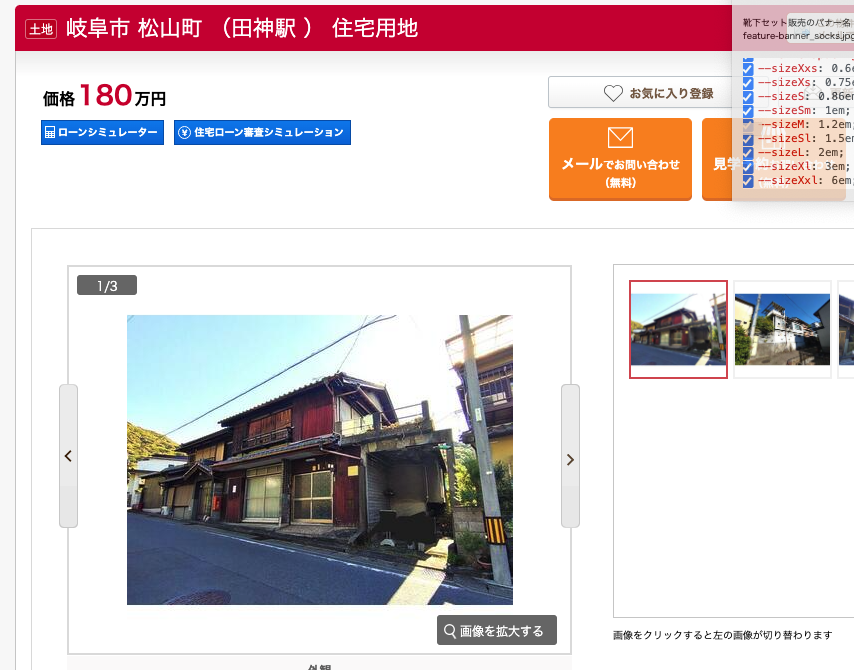 土地 岐阜市 松山町 （田神駅 ） 住宅用地
靴下セット販売のバナー名
feature-banner_socks.jpg
価格180万円
ローンシミュレーター
住宅ローン審査シミュレーション
お気に入り登録
メールでお問い合わせ
（無料）
見学
--sizeXxs: 0.6e
--sizeXs: 0.75e
--sizeS: 0.86em
--sizeSm: 1em;
--sizeM: 1.2em;
--sizeSl: 1.5em
--sizeL: 2em;
--sizeXl: 3em;
--sizeXxl: 6em;
1/3
画像を拡大する
外観
画像をクリックすると左の画像が切り替わります